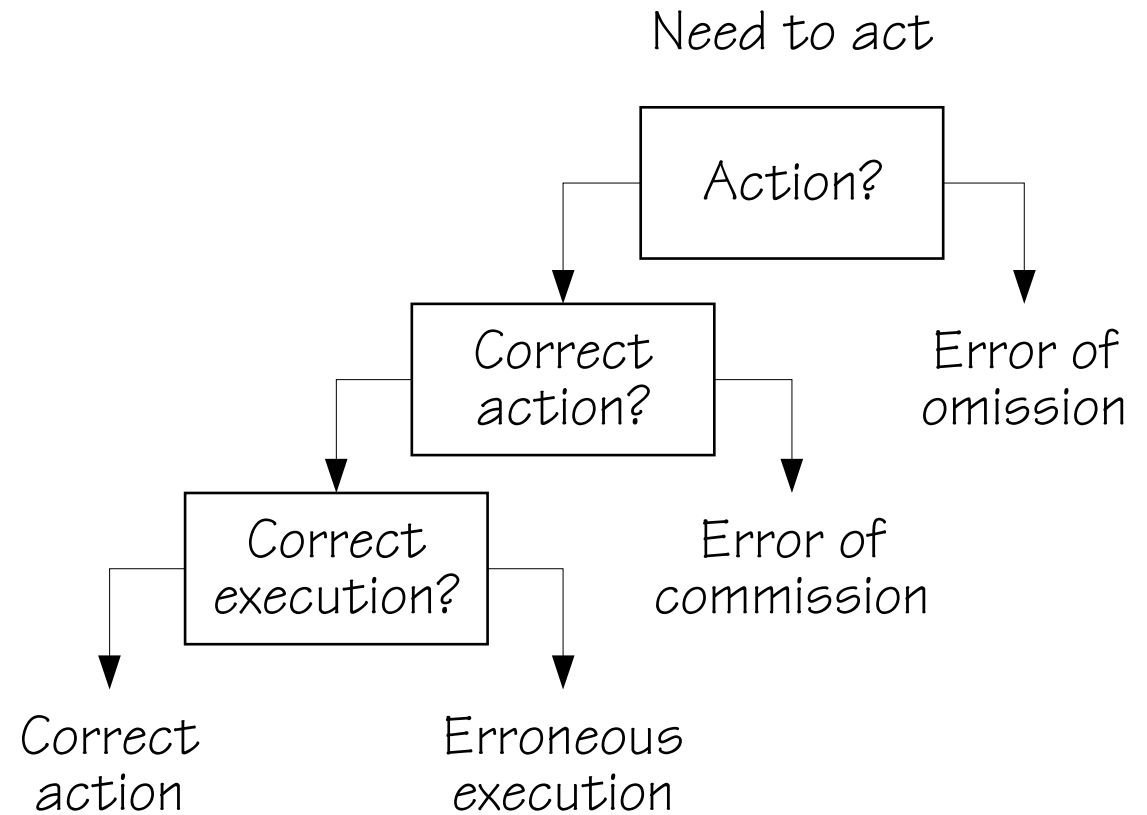 Need to act
Action?
Correct
action?
Error of
omission
Correct
execution?
Error of
commission
Correct
action
Erroneous
execution